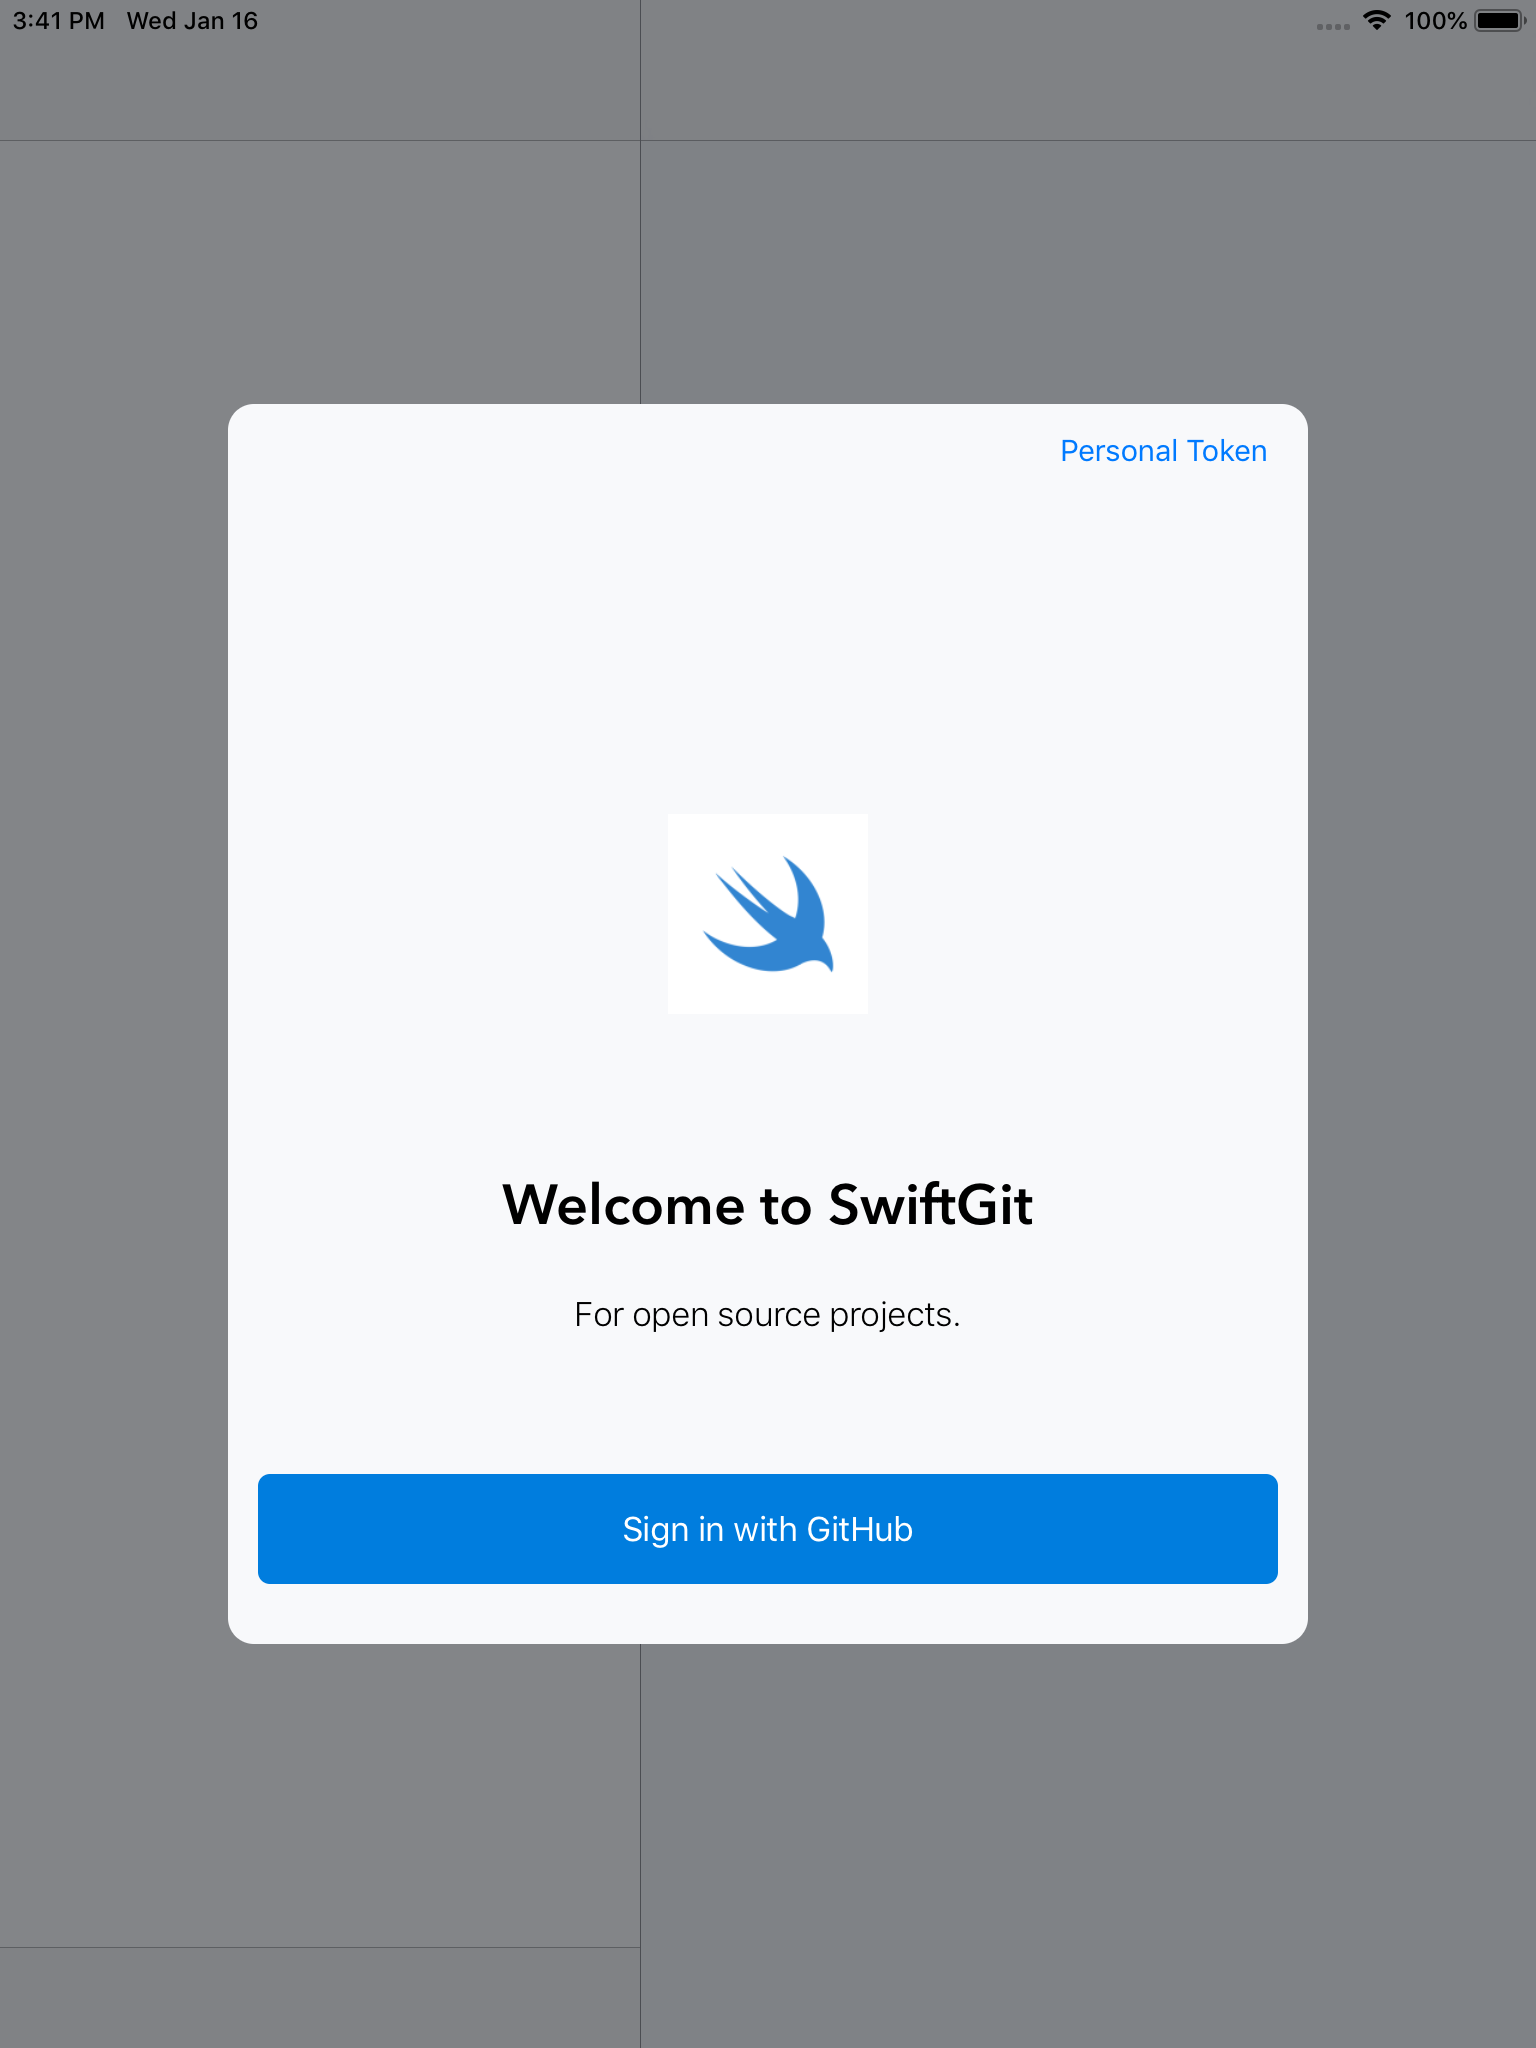 3:41 PM Wed Jan 16 100%
Personal Token
Welcome to SwiftGit
For open source projects.
Sign in with GitHub